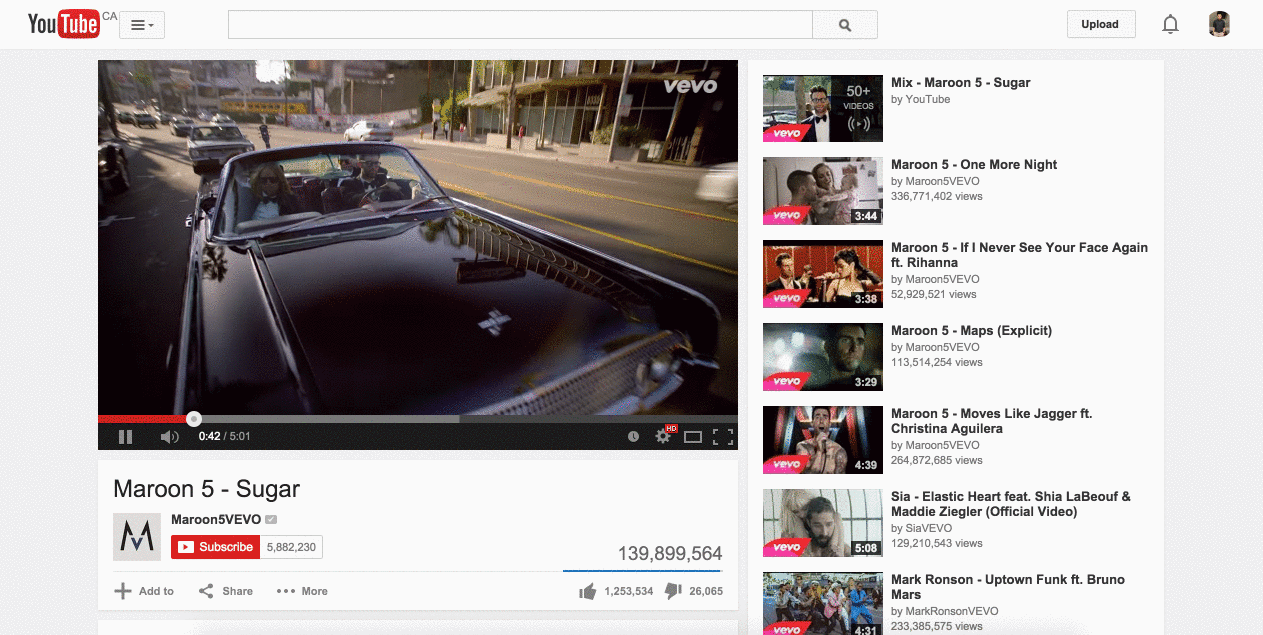 YouTube CA
Upload
vevo
0:42 / 5:01
HD
Maroon 5 - Sugar
Maroon5VEVO
Subscribe 5,882,230
139,899,564
Add to Share More
1,253,534 26,065
50+
VIDEOS
vevo
Mix - Maroon 5 - Sugar
by YouTube
vevo
3:44
Maroon 5 - One More Night
by Maroon5VEVO
336,771,402 views
vevo
3:38
Maroon 5 - If I Never See Your Face Again
ft. Rihanna
by Maroon5VEVO
52,929,521 views
vevo
3:29
Maroon 5 - Maps (Explicit)
by Maroon5VEVO
113,514,254 views
vevo
4:39
Maroon 5 - Moves Like Jagger ft.
Christina Aguilera
by Maroon5VEVO
264,872,685 views
vevo
5:08
Sia - Elastic Heart feat. Shia LaBeouf &
Maddie Ziegler (Official Video)
by SiaVEVO
129,210,543 views
vevo
4:31
Mark Ronson - Uptown Funk ft. Bruno
Mars
by MarkRonsonVEVO
233,385,575 views